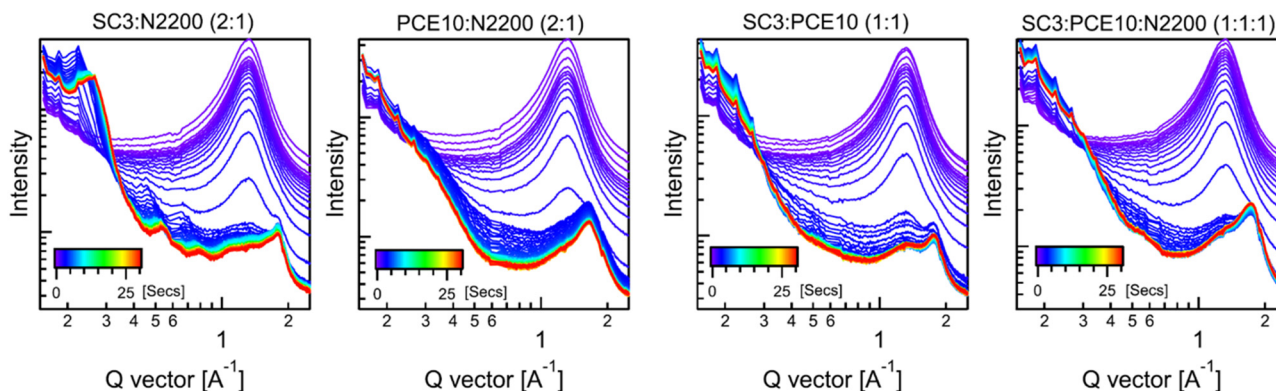 SC3:N2200 (2:1)
PCE10:N2200 (2:1)
SC3:PCE10 (1:1)
SC3:PCE10:N2200 (1:1:1)
Intensity
0 25 [Secs]
2 3 4 5 6 1 2
Q vector [A⁻¹]
Intensity
0 25 [Secs]
2 3 4 5 6 1 2
Q vector [A⁻¹]
Intensity
0 25 [Secs]
2 3 4 5 6 1 2
Q vector [A⁻¹]
Intensity
0 25 [Secs]
2 3 4 5 6 1 2
Q vector [A⁻¹]